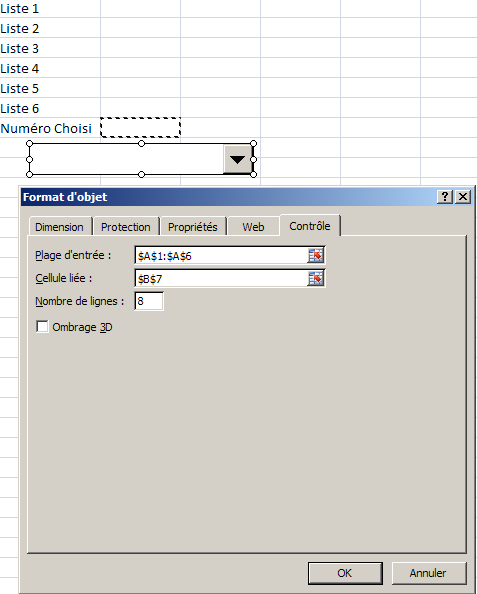 Liste 1
Liste 2
Liste 3
Liste 4
Liste 5
Liste 6
Numéro Choisi
Format d'objet
Dimension Protection Propriétés Web Contrôle
Plage d'entrée : $A$1:$A$6
Cellule liée : $B$7
Nombre de lignes : 8
Ombrage 3D
OK Annuler